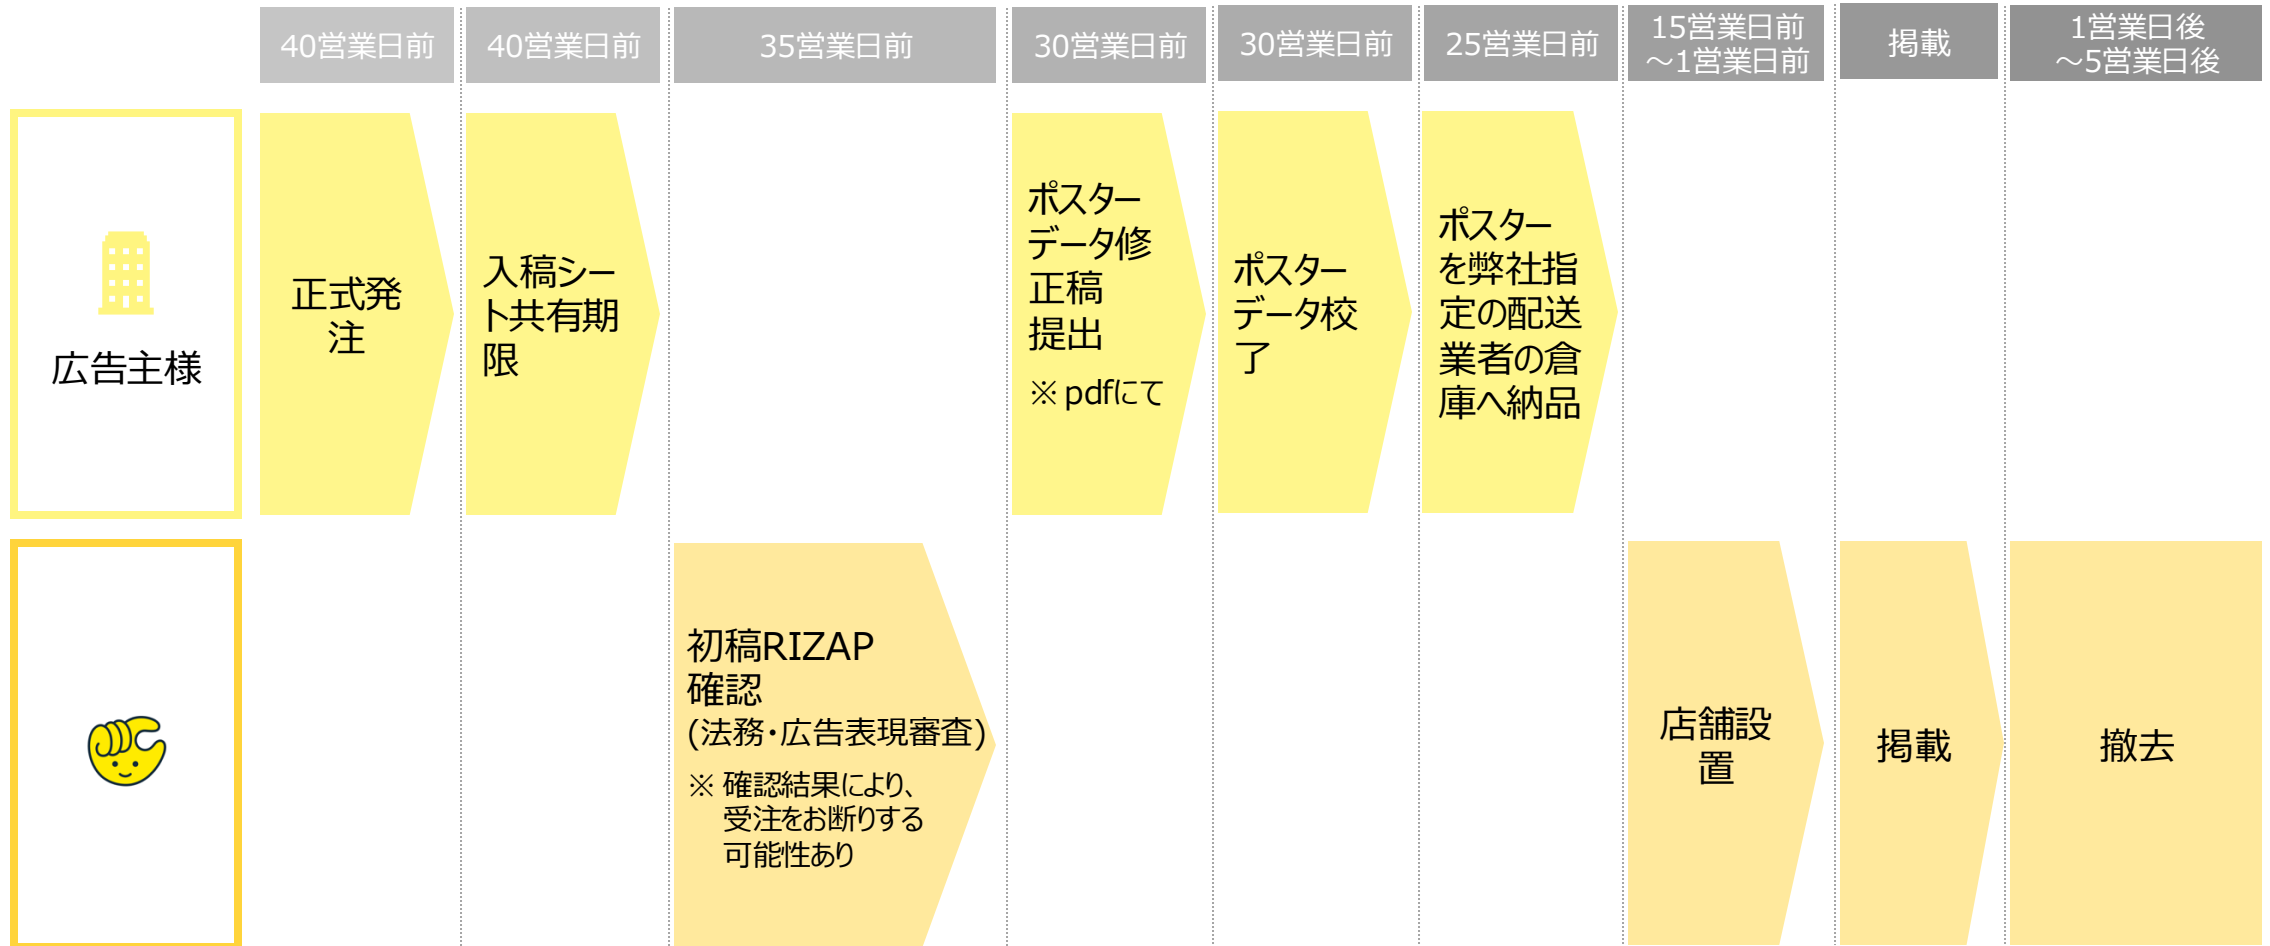 40営業日前
40営業日前
35営業日前
30営業日前
30営業日前
25営業日前
15営業日前
～1営業日前
掲載
1営業日後
～5営業日後
広告主様
正式発
注
入稿シー
ト共有期
限
ポスター
データ修
正稿
提出
※ pdfにて
ポスター
データ校
了
ポスター
を弊社指
定の配送
業者の倉
庫へ納品
初稿RIZAP
確認
(法務・広告表現審査)
※ 確認結果により、
受注をお断りする
可能性あり
店舗設
置
掲載
撤去